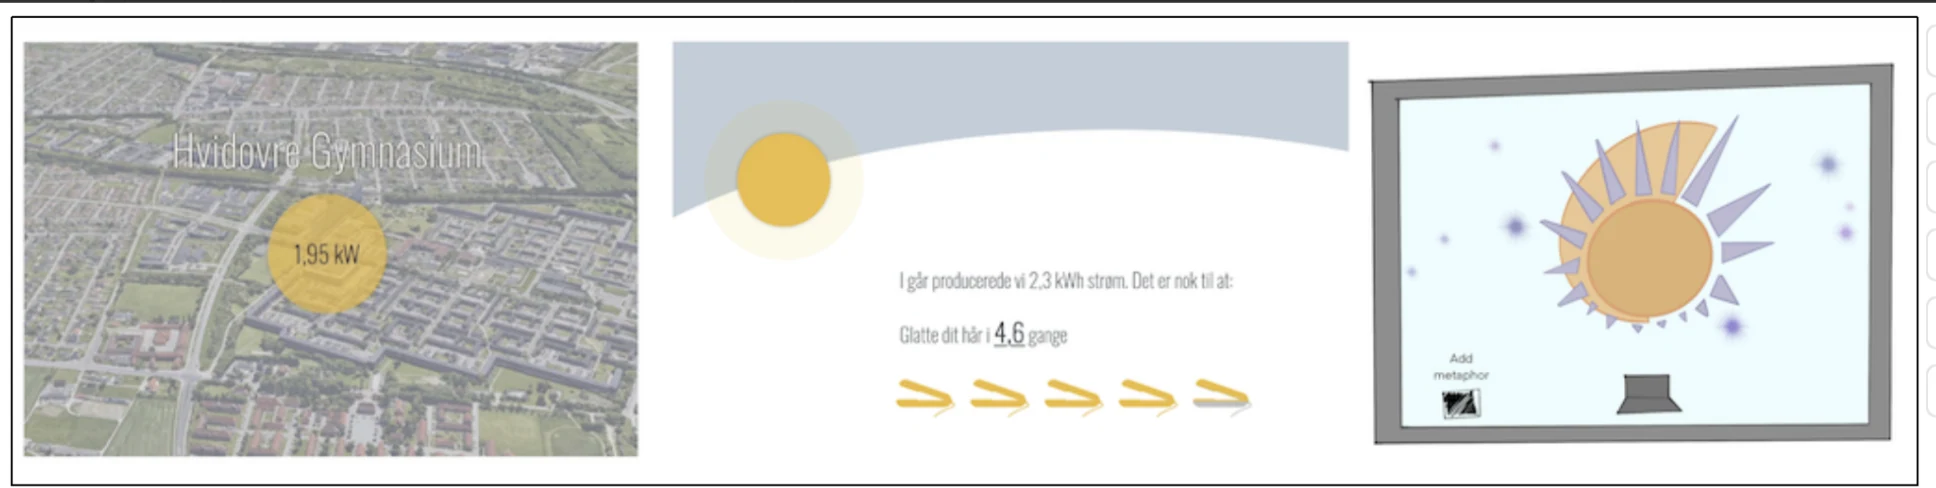 Hvidovre Gymnasium
1,95 kW
I går producerede vi 2,3 kWh strøm. Det er nok til at:
Glatte dit hår i 4,6 gange
Add
metaphor